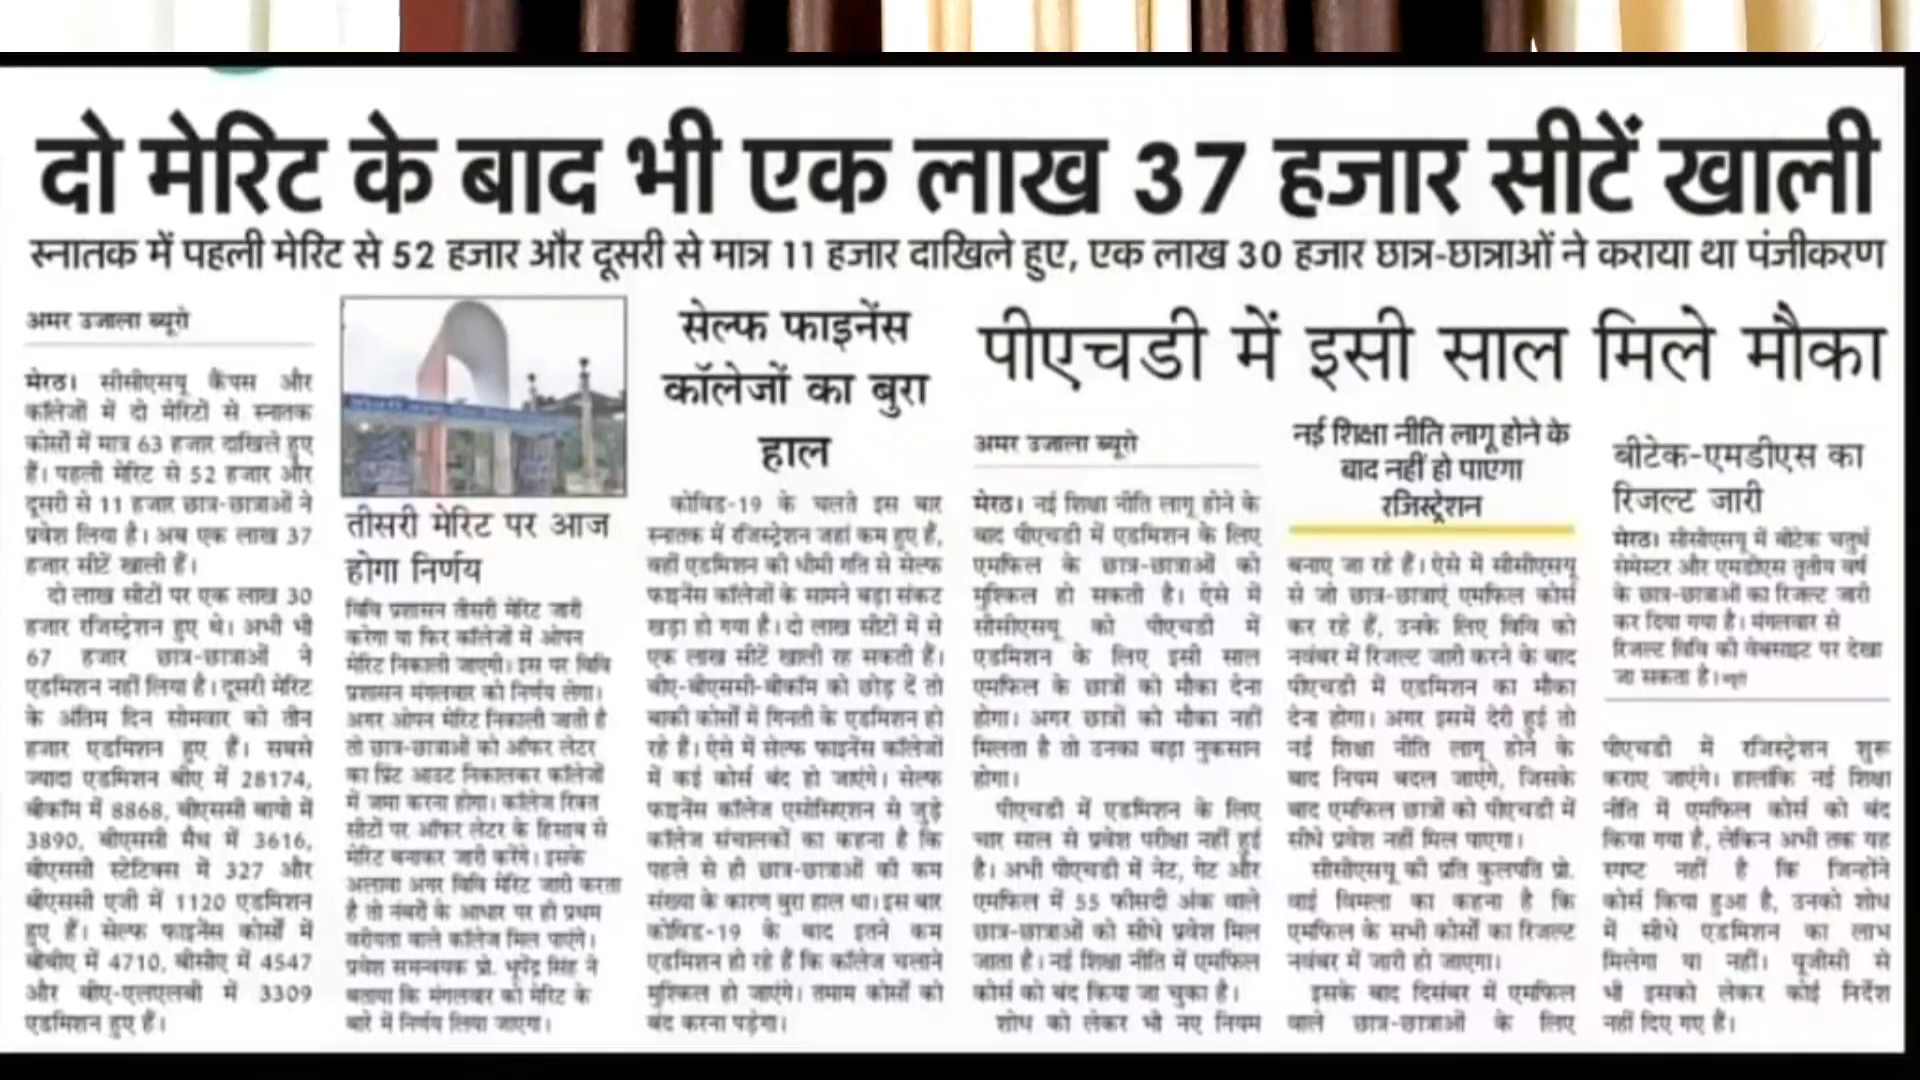 दो मेरिट के बाद भी एक लाख 37 हजार सीटें खाली
स्नातक में पहली मेरिट से 52 हजार और दूसरी से मात्र 11 हजार दाखिले हुए, एक लाख 30 हजार छात्र-छात्राओं ने कराया था पंजीकरण
अमर उजाला ब्यूरो
मेरठ। सीसीएसयू कैंपस और
कॉलेजों में दो मेरिटों से स्नातक
कोर्सों में मात्र 63 हजार दाखिले हुए
हैं। पहली मेरिट से 52 हजार और
दूसरी से 11 हजार छात्र-छात्राओं ने
प्रवेश लिया है। अब एक लाख 37
हजार सीटें खाली हैं।
दो लाख सीटों पर एक लाख 30
हजार रजिस्ट्रेशन हुए थे। अभी भी
67 हजार छात्र-छात्राओं ने
एडमिशन नहीं लिया है। दूसरी मेरिट
के अंतिम दिन सोमवार को तीन
हजार एडमिशन हुए हैं। सबसे
ज्यादा एडमिशन बीए में 28174,
बीकॉम में 8868, बीएससी बायो में
3890, बीएससी मैथ में 3616,
बीएससी स्टेटिक्स में 327 और
बीएससी एजी में 1120 एडमिशन
हुए हैं। सेल्फ फाइनेंस कोर्सों में
बीबीए में 4710, बीसीए में 4547
और बीए-एलएलबी में 3309
एडमिशन हुए हैं।
तीसरी मेरिट पर आज
होगा निर्णय
विवि प्रशासन तीसरी मेरिट जारी
करेगा या फिर कॉलेजों में ओपन
मेरिट निकाली जाएगी। इस पर विवि
प्रशासन मंगलवार को निर्णय लेगा।
अगर ओपन मेरिट निकाली जाती है
तो छात्र-छात्राओं को ऑफर लेटर
का प्रिंट आउट निकालकर कॉलेजों
में जमा करना होगा। कॉलेज रिक्त
सीटों पर ऑफर लेटर के हिसाब से
मेरिट बनाकर जारी करेंगे। इसके
अलावा अगर विवि मेरिट जारी करता
है तो नंबरों के आधार पर ही प्रथम
वरीयता वाले कॉलेज मिल पाएंगे।
प्रवेश समन्वयक प्रो. भूपेंद्र सिंह ने
बताया कि मंगलवार को मेरिट के
बारे में निर्णय लिया जाएगा।
सेल्फ फाइनेंस
कॉलेजों का बुरा
हाल
कोविड-19 के चलते इस बार
स्नातक में रजिस्ट्रेशन जहां कम हुए हैं,
वहीं एडमिशन की धीमी गति से सेल्फ
फाइनेंस कॉलेजों के सामने बड़ा संकट
खड़ा हो गया है। दो लाख सीटों में से
एक लाख सीटें खाली रह सकती हैं।
बीए-बीएससी-बीकॉम को छोड़ दें तो
बाकी कोर्सों में गिनती के एडमिशन हो
रहे हैं। ऐसे में सेल्फ फाइनेंस कॉलेजों
में कई कोर्स बंद हो जाएंगे। सेल्फ
फाइनेंस कॉलेज एसोसिएशन से जुड़े
कॉलेज संचालकों का कहना है कि
पहले से ही छात्र-छात्राओं की कम
संख्या के कारण बुरा हाल था। इस बार
कोविड-19 के बाद इतने कम
एडमिशन हो रहे हैं कि कॉलेज चलाने
मुश्किल हो जाएंगे। तमाम कोर्सों को
बंद करना पड़ेगा।
पीएचडी में इसी साल मिले मौका
अमर उजाला ब्यूरो
मेरठ। नई शिक्षा नीति लागू होने के
बाद पीएचडी में एडमिशन के लिए
एमफिल के छात्र-छात्राओं को
मुश्किल हो सकती है। ऐसे में
सीसीएसयू को पीएचडी में
एडमिशन के लिए इसी साल
एमफिल के छात्रों को मौका देना
होगा। अगर छात्रों को मौका नहीं
मिलता है तो उनका बड़ा नुकसान
होगा।
पीएचडी में एडमिशन के लिए
चार साल से प्रवेश परीक्षा नहीं हुई
है। अभी पीएचडी में नेट, गेट और
एमफिल में 55 फीसदी अंक वाले
छात्र-छात्राओं को सीधे प्रवेश मिल
जाता है। नई शिक्षा नीति में एमफिल
कोर्स को बंद किया जा चुका है।
शोध को लेकर भी नए नियम
नई शिक्षा नीति लागू होने के
बाद नहीं हो पाएगा
रजिस्ट्रेशन
बनाए जा रहे हैं। ऐसे में सीसीएसयू
से जो छात्र-छात्राएं एमफिल कोर्स
कर रहे हैं, उनके लिए विवि को
नवंबर में रिजल्ट जारी करने के बाद
पीएचडी में एडमिशन का मौका
देना होगा। अगर इसमें देरी हुई तो
नई शिक्षा नीति लागू होने के
बाद नियम बदल जाएंगे, जिसके
बाद एमफिल छात्रों को पीएचडी में
सीधे प्रवेश नहीं मिल पाएगा।
सीसीएसयू की प्रति कुलपति प्रो.
वाई विमला का कहना है कि
एमफिल के सभी कोर्सों का रिजल्ट
नवंबर में जारी हो जाएगा।
इसके बाद दिसंबर में एमफिल
वाले छात्र-छात्राओं के लिए
बीटेक-एमडीएस का
रिजल्ट जारी
मेरठ। सीसीएसयू में बीटेक चतुर्थ
सेमेस्टर और एमडीएस तृतीय वर्ष
के छात्र-छात्राओं का रिजल्ट जारी
कर दिया गया है। मंगलवार से
रिजल्ट विवि की वेबसाइट पर देखा
जा सकता है। ब्यूरो
पीएचडी में रजिस्ट्रेशन शुरू
कराए जाएंगे। हालांकि नई शिक्षा
नीति में एमफिल कोर्स को बंद
किया गया है, लेकिन अभी तक यह
स्पष्ट नहीं है कि जिन्होंने
कोर्स किया हुआ है, उनको शोध
में सीधे एडमिशन का लाभ
मिलेगा या नहीं। यूजीसी से
भी इसको लेकर कोई निर्देश
नहीं दिए गए हैं।